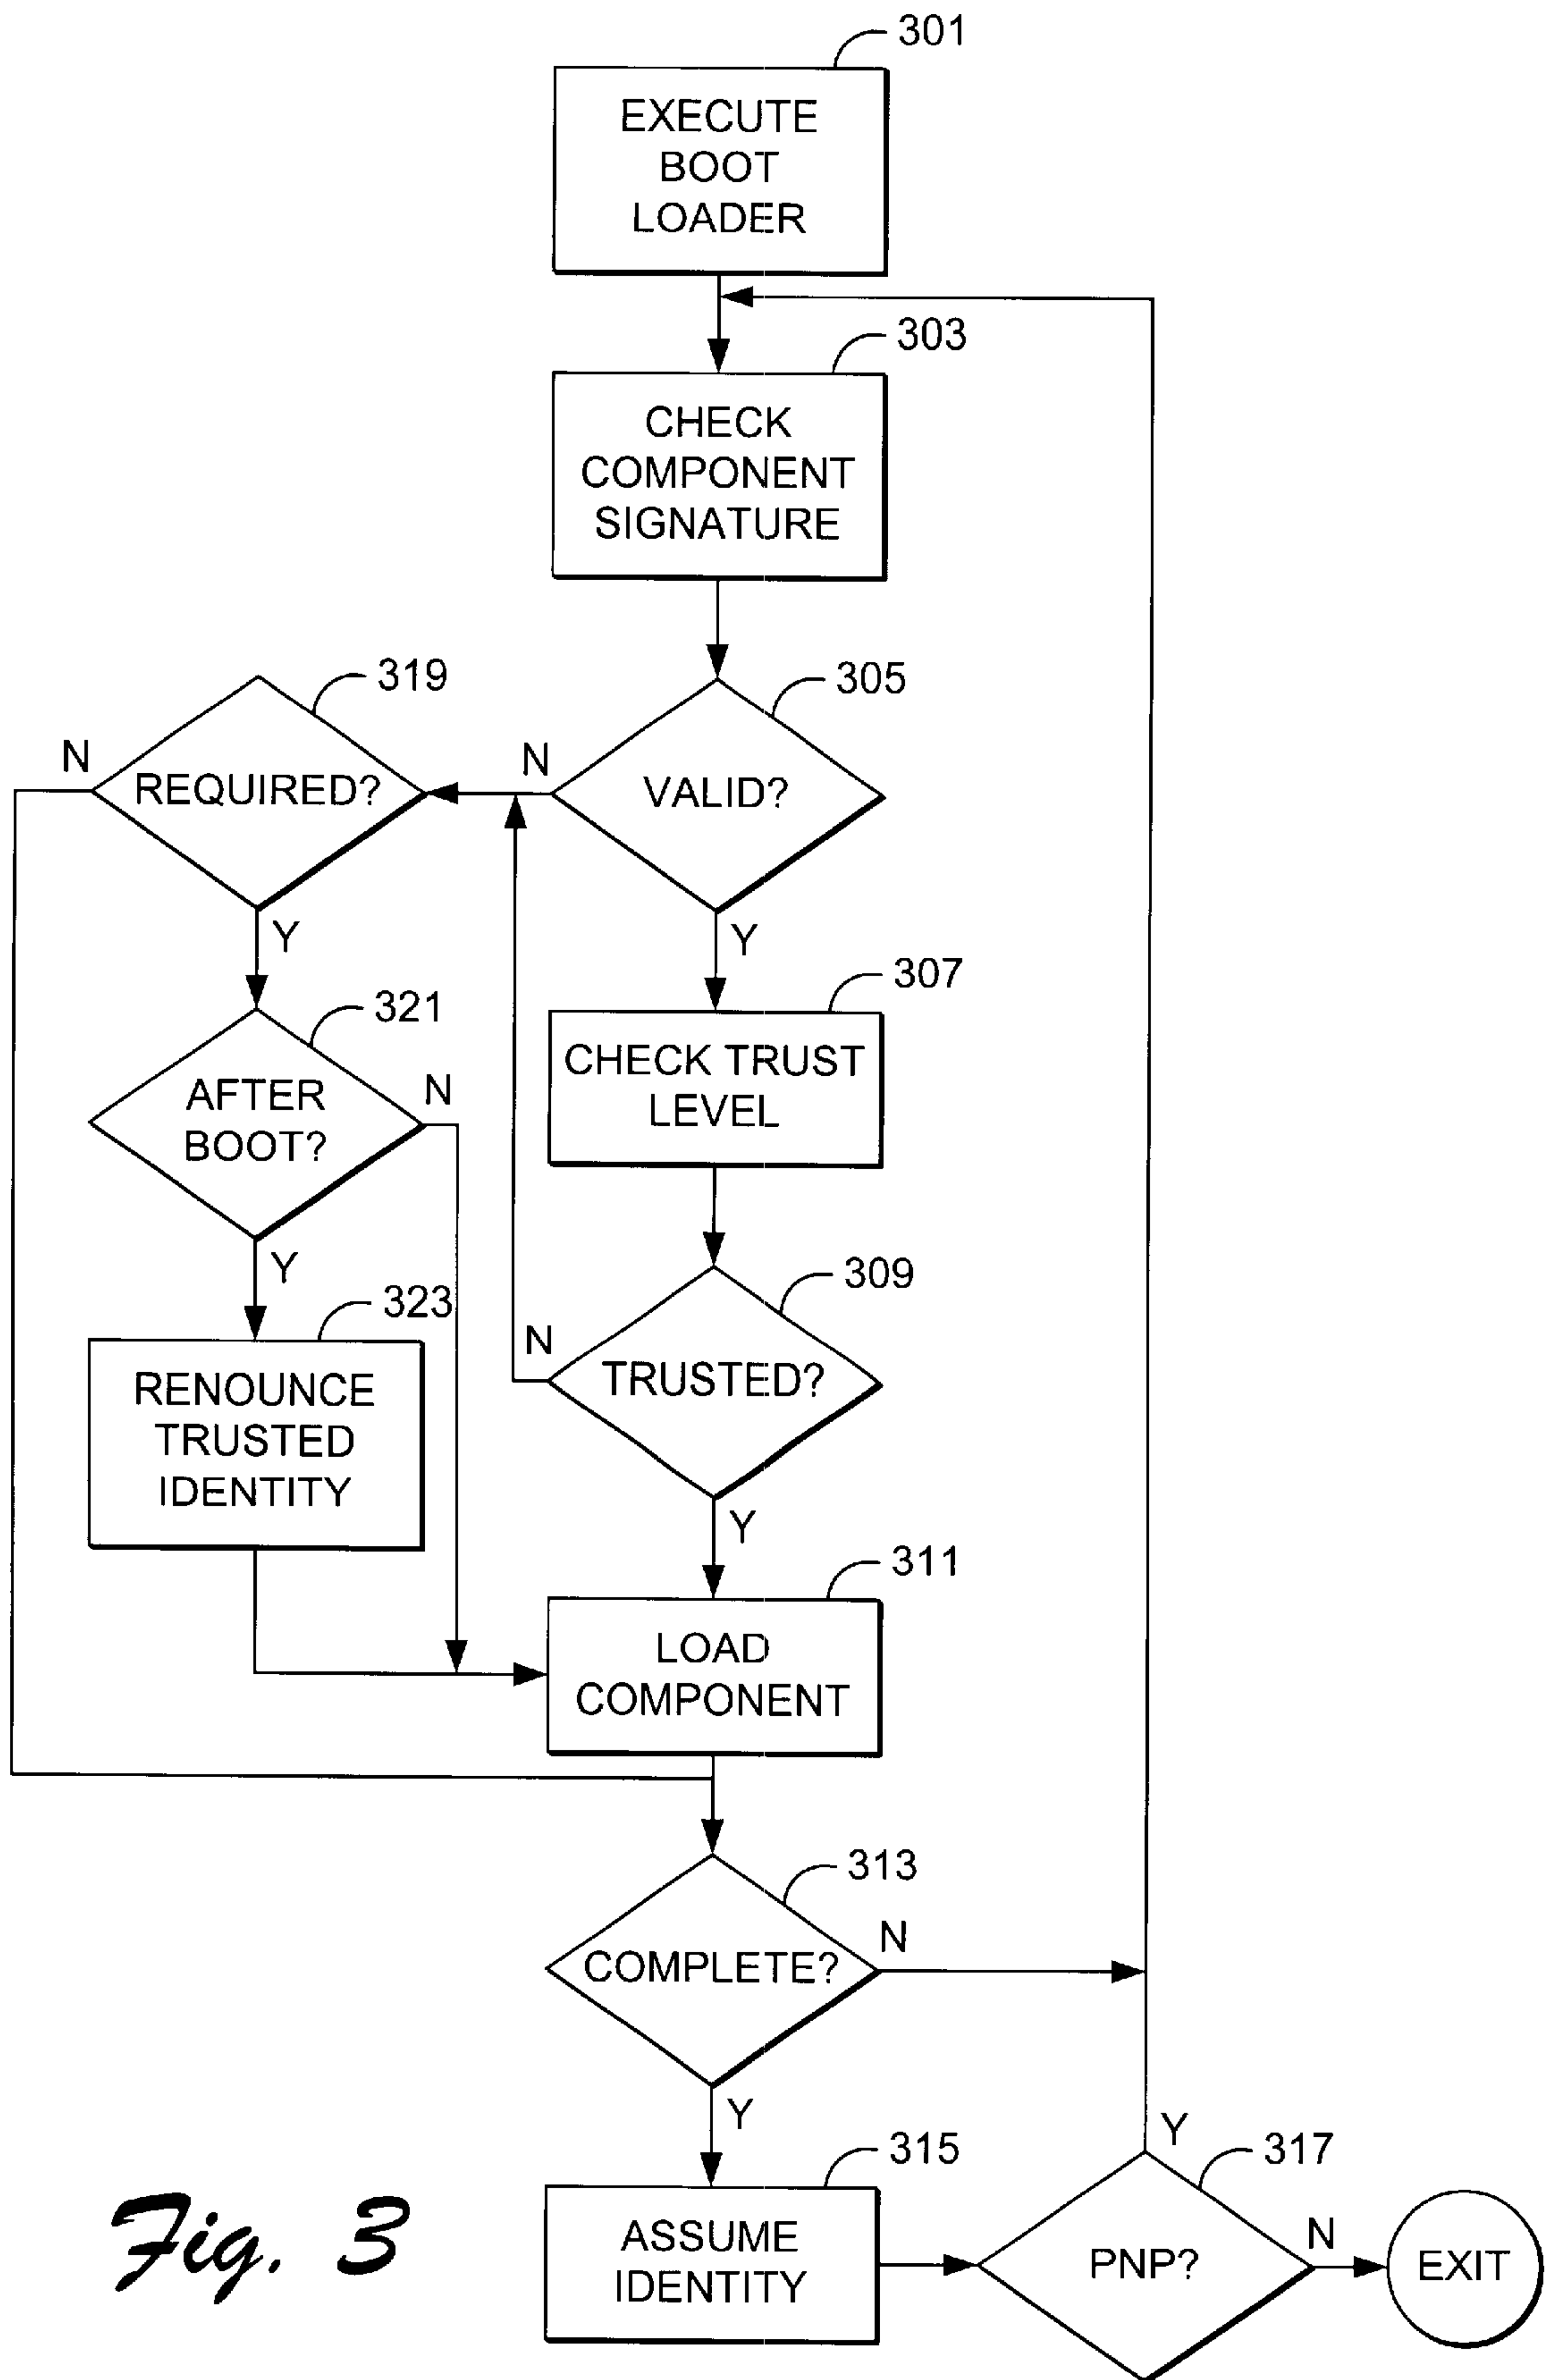 301
EXECUTE
BOOT
LOADER
303
CHECK
COMPONENT
SIGNATURE
319
305
N
REQUIRED?
N
VALID?
Y
Y
307
321
CHECK TRUST
LEVEL
AFTER
BOOT?
N
Y
309
323
N
TRUSTED?
RENOUNCE
TRUSTED
IDENTITY
Y
311
LOAD
COMPONENT
313
N
COMPLETE?
Y
Y
315
317
ASSUME
IDENTITY
PNP?
N
EXIT
Fig. 3